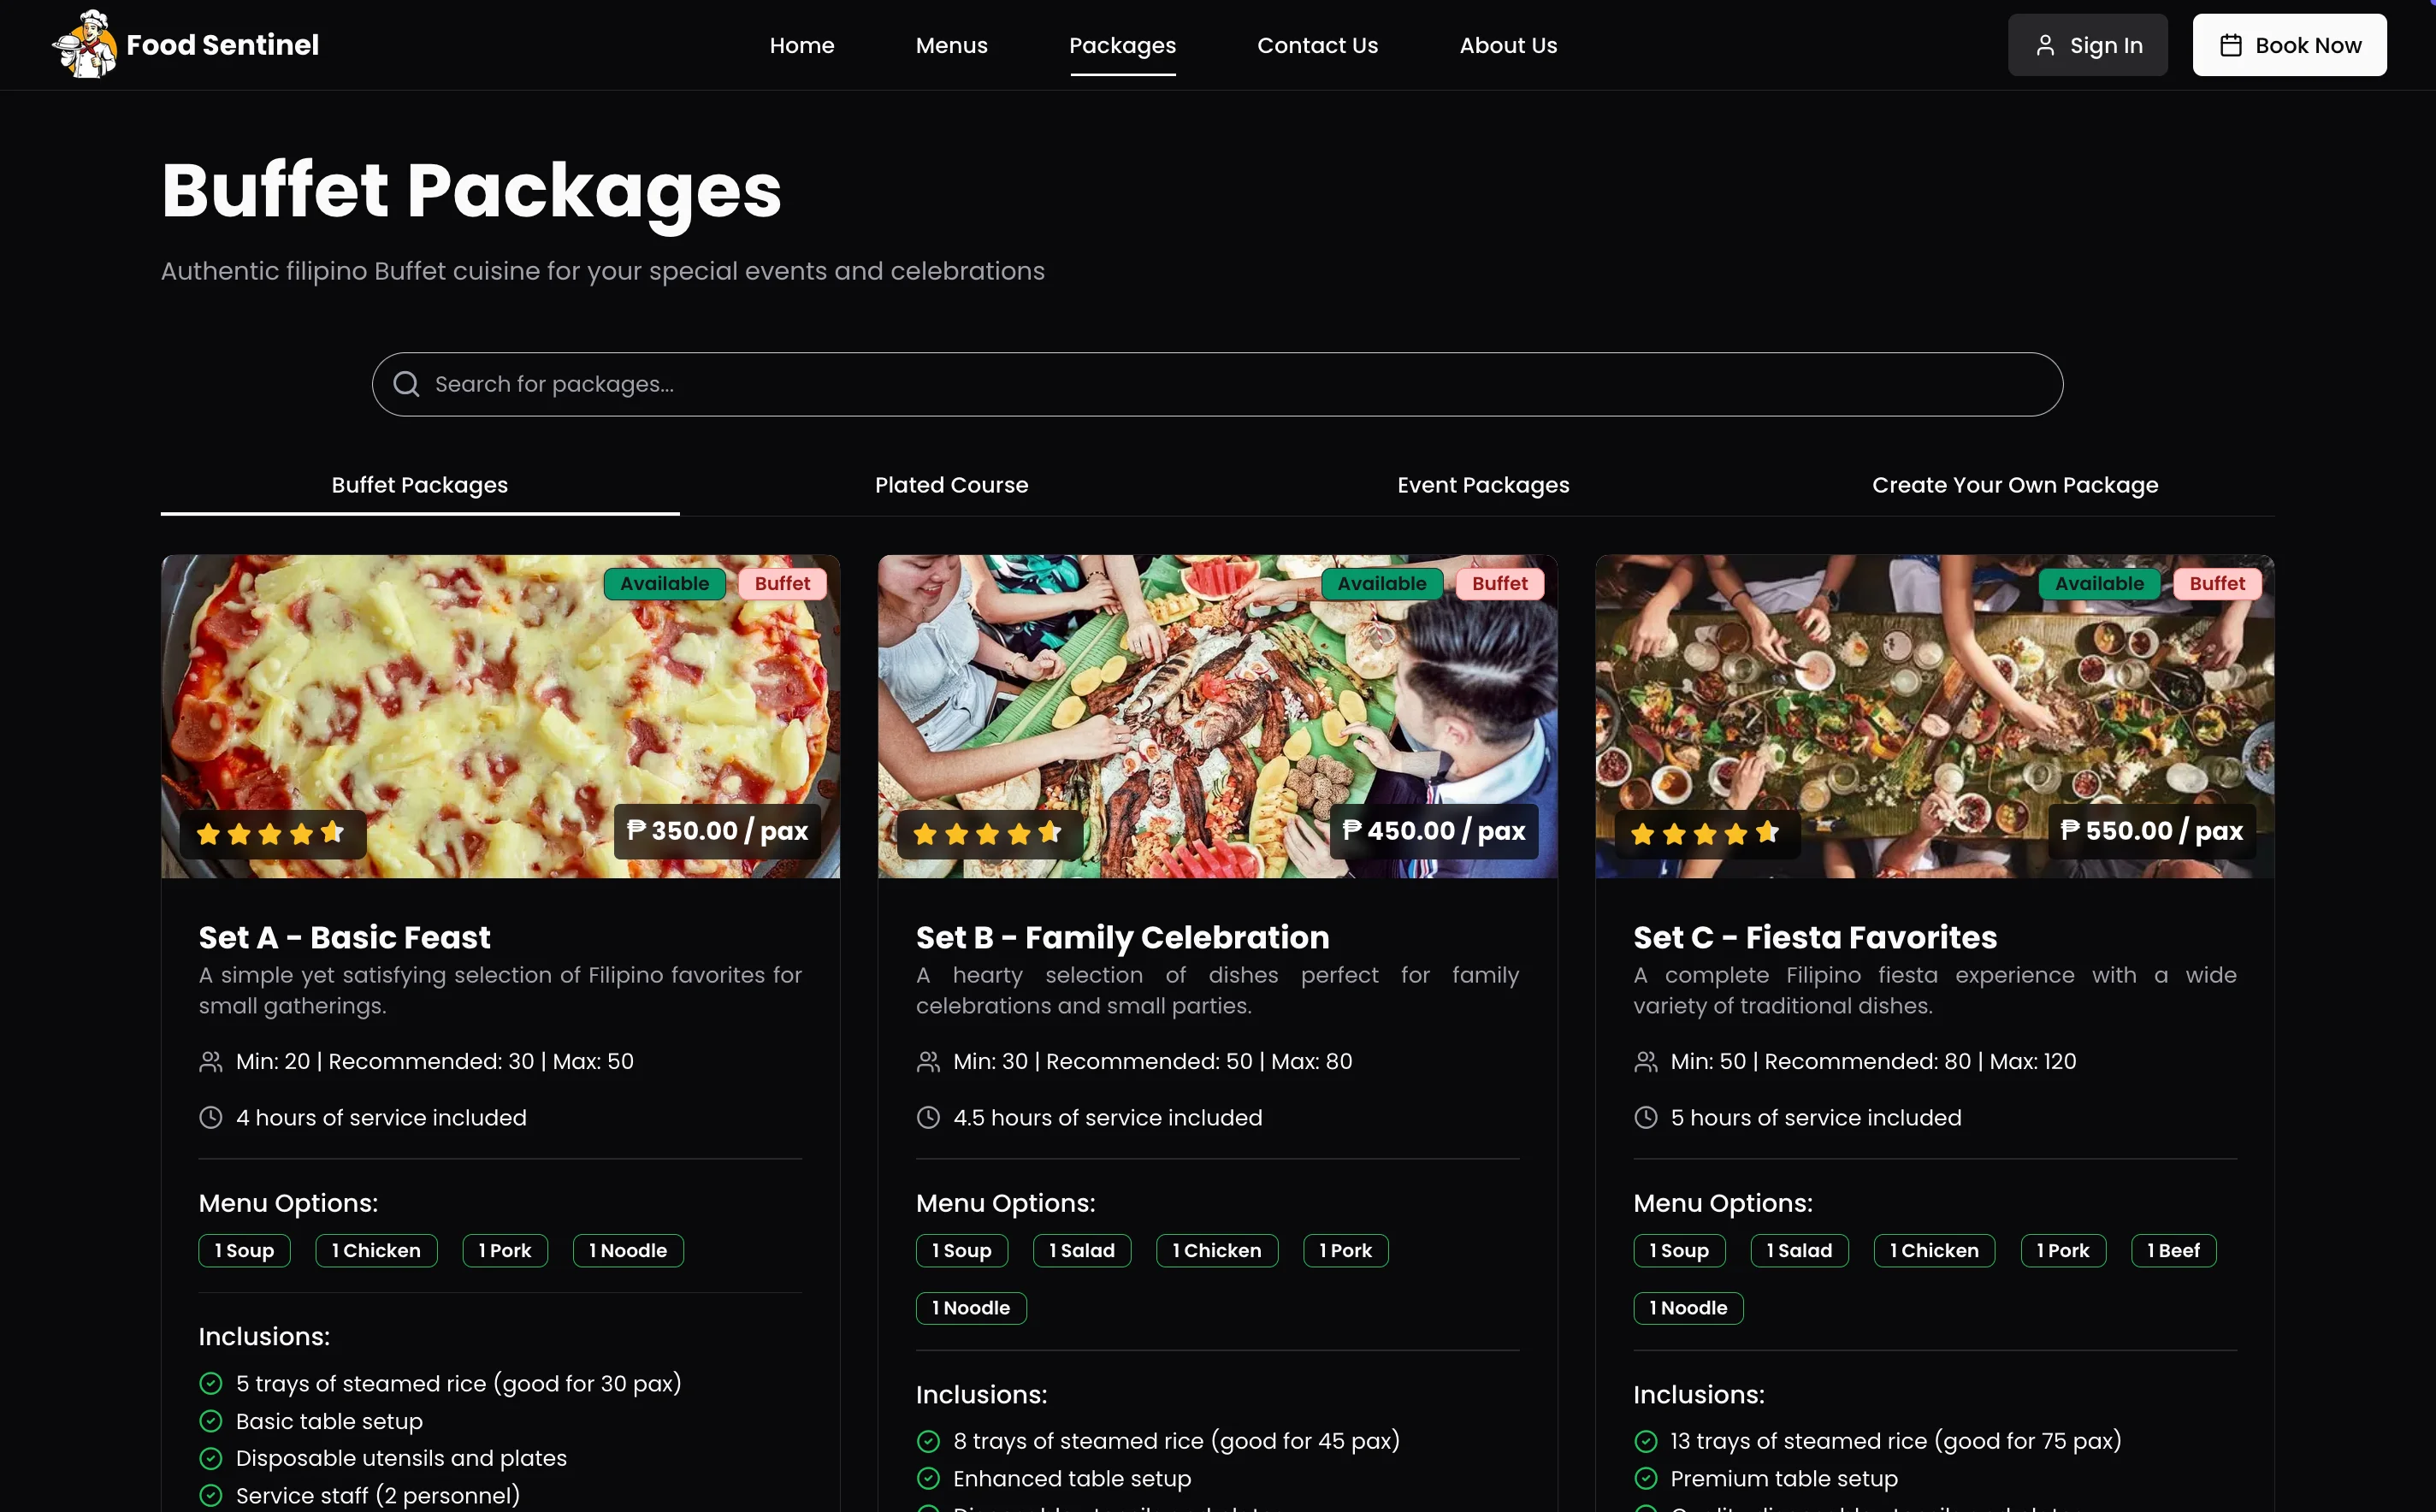 Food Sentinel
Home
Menus
Packages
Contact Us
About Us
Sign In
Book Now
Buffet Packages
Authentic filipino Buffet cuisine for your special events and celebrations
Search for packages...
Buffet Packages
Plated Course
Event Packages
Create Your Own Package
Available
Buffet
₱ 350.00 / pax
Set A - Basic Feast
A simple yet satisfying selection of Filipino favorites for
small gatherings.
Min: 20 | Recommended: 30 | Max: 50
4 hours of service included
Menu Options:
1 Soup
1 Chicken
1 Pork
1 Noodle
Inclusions:
5 trays of steamed rice (good for 30 pax)
Basic table setup
Disposable utensils and plates
Service staff (2 personnel)
Available
Buffet
₱ 450.00 / pax
Set B - Family Celebration
A hearty selection of dishes perfect for family
celebrations and small parties.
Min: 30 | Recommended: 50 | Max: 80
4.5 hours of service included
Menu Options:
1 Soup
1 Salad
1 Chicken
1 Pork
1 Noodle
Inclusions:
8 trays of steamed rice (good for 45 pax)
Enhanced table setup
Available
Buffet
₱ 550.00 / pax
Set C - Fiesta Favorites
A complete Filipino fiesta experience with a wide
variety of traditional dishes.
Min: 50 | Recommended: 80 | Max: 120
5 hours of service included
Menu Options:
1 Soup
1 Salad
1 Chicken
1 Pork
1 Beef
1 Noodle
Inclusions:
13 trays of steamed rice (good for 75 pax)
Premium table setup